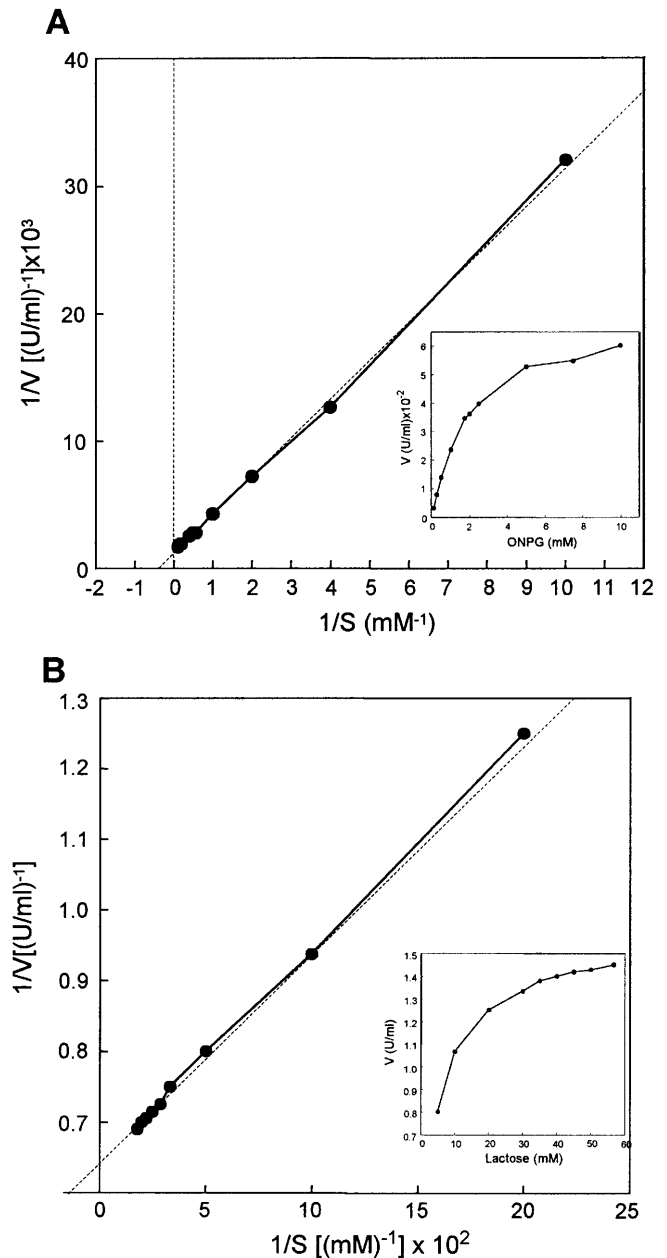 A
40
30
20
10
0
1/V [(U/ml)⁻¹]x10³
-2 -1 0 1 2 3 4 5 6 7 8 9 10 11 12
1/S (mM⁻¹)
6
5
4
3
2
1
0
V (U/ml)x10⁻²
0 2 4 6 8 10
ONPG (mM)
B
1.3
1.2
1.1
1.0
0.9
0.8
0.7
1/V[(U/ml)⁻¹]
0 5 10 15 20 25
1/S [(mM)⁻¹] x 10²
1.5
1.4
1.3
1.2
1.1
1.0
0.9
0.8
0.7
V (U/ml)
0 10 20 30 40 50 60
Lactose (mM)